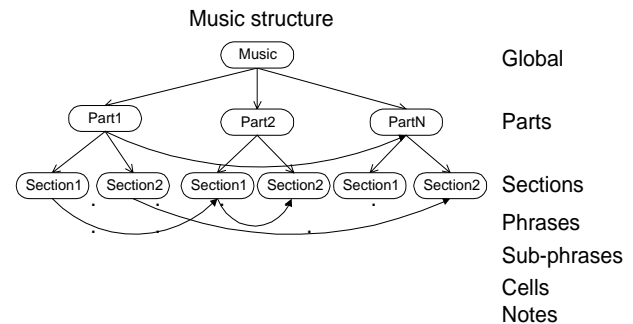 Music structure
Music
Global
Part1
Part2
PartN
Parts
Section1
Section2
Section1
Section2
Section1
Section2
Sections
Phrases
Sub-phrases
Cells
Notes